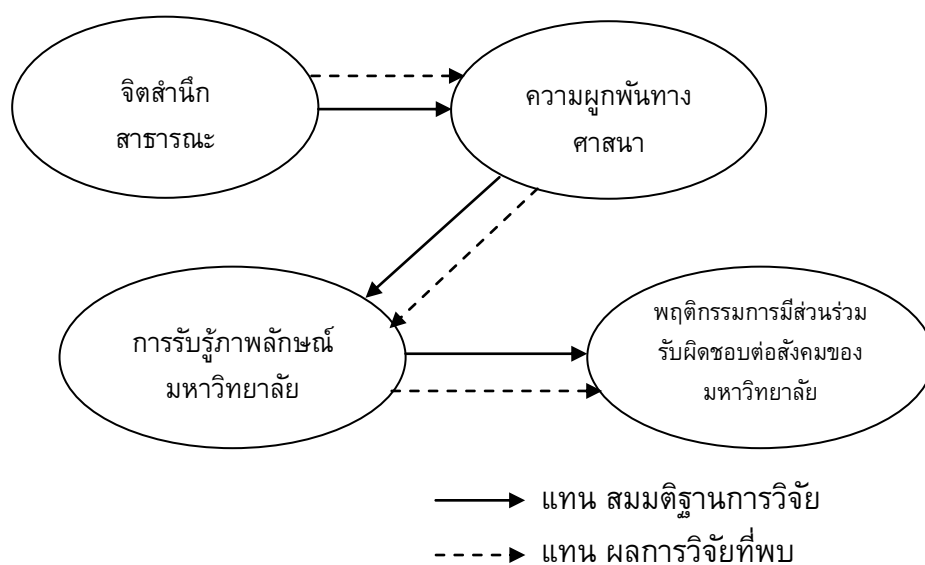 จิตสำนึก
สาธารณะ
ความผูกพันทาง
ศาสนา
การรับรู้ภาพลักษณ์
มหาวิทยาลัย
พฤติกรรมการมีส่วนร่วม
รับผิดชอบต่อสังคมของ
มหาวิทยาลัย
แทน สมมติฐานการวิจัย
แทน ผลการวิจัยที่พบ